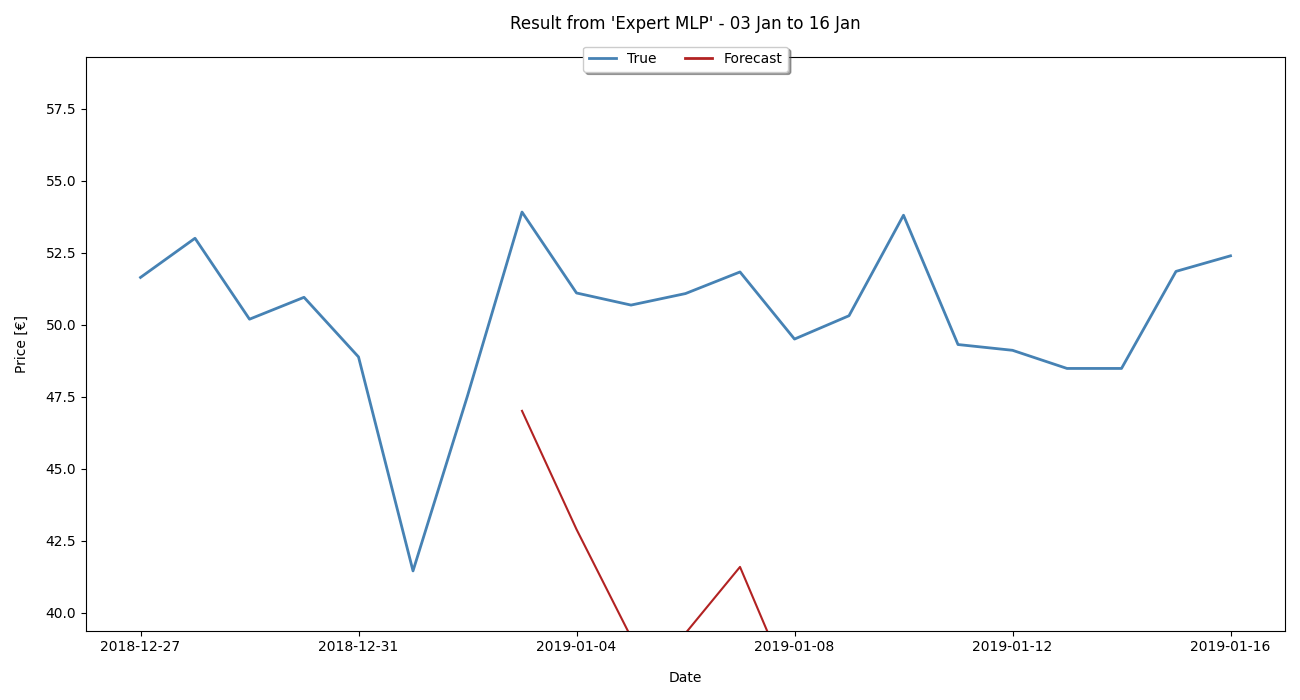 Result from 'Expert MLP' - 03 Jan to 16 Jan
True Forecast
57.5
55.0
52.5
50.0
47.5
45.0
42.5
40.0
Price [€]
2018-12-27 2018-12-31 2019-01-04 2019-01-08 2019-01-12 2019-01-16
Date